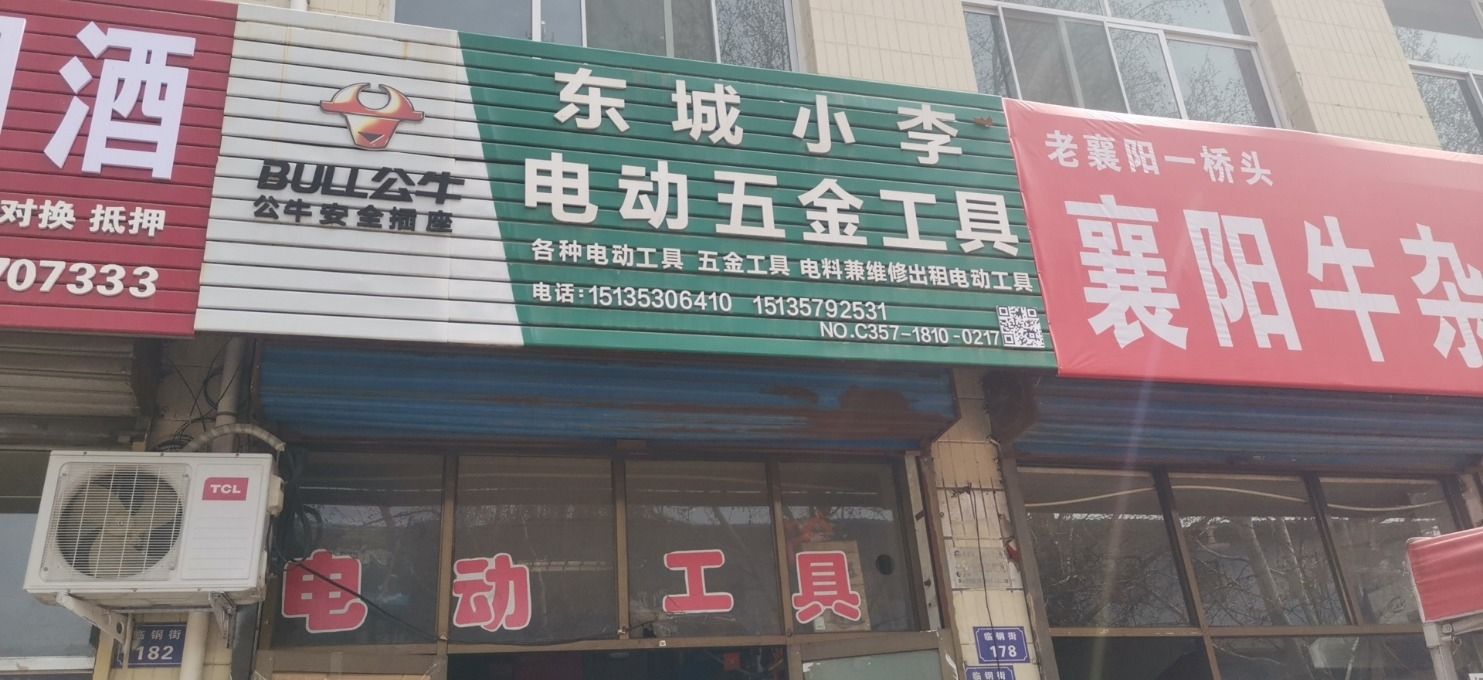 酒
对换 抵押
707333
BULL公牛
公牛安全插座
东城小李
电动五金工具
各种电动工具 五金工具 电料兼维修出租电动工具
电话:15135306410 15135792531
NO.C357-1810-0217
老襄阳一桥头
襄阳牛杂
TCL
电动工具
临钢街
182
临钢街
178
临钢街